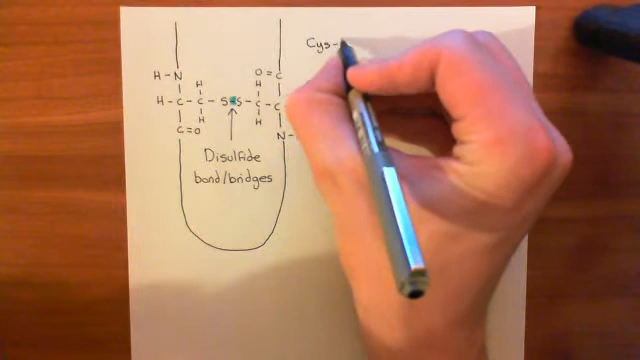 Cys-
H-N
H
O=C
H
H-C-C-S-S-C-C
H
H
C=O
N-
Disulfide
bond/bridges